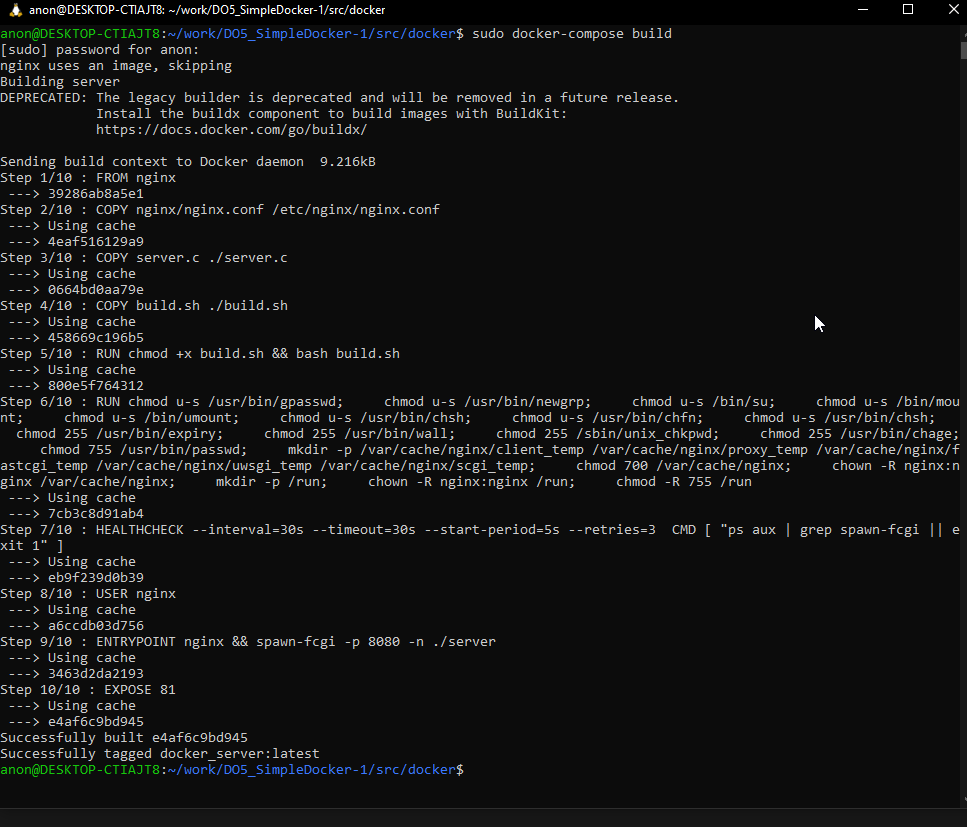 anon@DESKTOP-CTIAJT8: ~/work/DO5_SimpleDocker-1/src/docker
anon@DESKTOP-CTIAJT8:~/work/DO5_SimpleDocker-1/src/docker$ sudo docker-compose build
[sudo] password for anon:
nginx uses an image, skipping
Building server
DEPRECATED: The legacy builder is deprecated and will be removed in a future release.
            Install the buildx component to build images with BuildKit:
            https://docs.docker.com/go/buildx/

Sending build context to Docker daemon  9.216kB
Step 1/10 : FROM nginx
 ---> 39286ab8a5e1
Step 2/10 : COPY nginx/nginx.conf /etc/nginx/nginx.conf
 ---> Using cache
 ---> 4eaf516129a9
Step 3/10 : COPY server.c ./server.c
 ---> Using cache
 ---> 0664bd0aa79e
Step 4/10 : COPY build.sh ./build.sh
 ---> Using cache
 ---> 458669c196b5
Step 5/10 : RUN chmod +x build.sh && bash build.sh
 ---> Using cache
 ---> 800e5f764312
Step 6/10 : RUN chmod u-s /usr/bin/gpasswd;     chmod u-s /usr/bin/newgrp;     chmod u-s /bin/su;     chmod u-s /bin/mou
nt;     chmod u-s /bin/umount;     chmod u-s /usr/bin/chsh;     chmod u-s /usr/bin/chfn;     chmod u-s /usr/bin/chsh;
  chmod 255 /usr/bin/expiry;     chmod 255 /usr/bin/wall;     chmod 255 /sbin/unix_chkpwd;     chmod 255 /usr/bin/chage;
     chmod 755 /usr/bin/passwd;     mkdir -p /var/cache/nginx/client_temp /var/cache/nginx/proxy_temp /var/cache/nginx/f
astcgi_temp /var/cache/nginx/uwsgi_temp /var/cache/nginx/scgi_temp;     chmod 700 /var/cache/nginx;     chown -R nginx:n
ginx /var/cache/nginx;     mkdir -p /run;     chown -R nginx:nginx /run;     chmod -R 755 /run
 ---> Using cache
 ---> 7cb3c8d91ab4
Step 7/10 : HEALTHCHECK --interval=30s --timeout=30s --start-period=5s --retries=3  CMD [ "ps aux | grep spawn-fcgi || e
xit 1" ]
 ---> Using cache
 ---> eb9f239d0b39
Step 8/10 : USER nginx
 ---> Using cache
 ---> a6ccdb03d756
Step 9/10 : ENTRYPOINT nginx && spawn-fcgi -p 8080 -n ./server
 ---> Using cache
 ---> 3463d2da2193
Step 10/10 : EXPOSE 81
 ---> Using cache
 ---> e4af6c9bd945
Successfully built e4af6c9bd945
Successfully tagged docker_server:latest
anon@DESKTOP-CTIAJT8:~/work/DO5_SimpleDocker-1/src/docker$